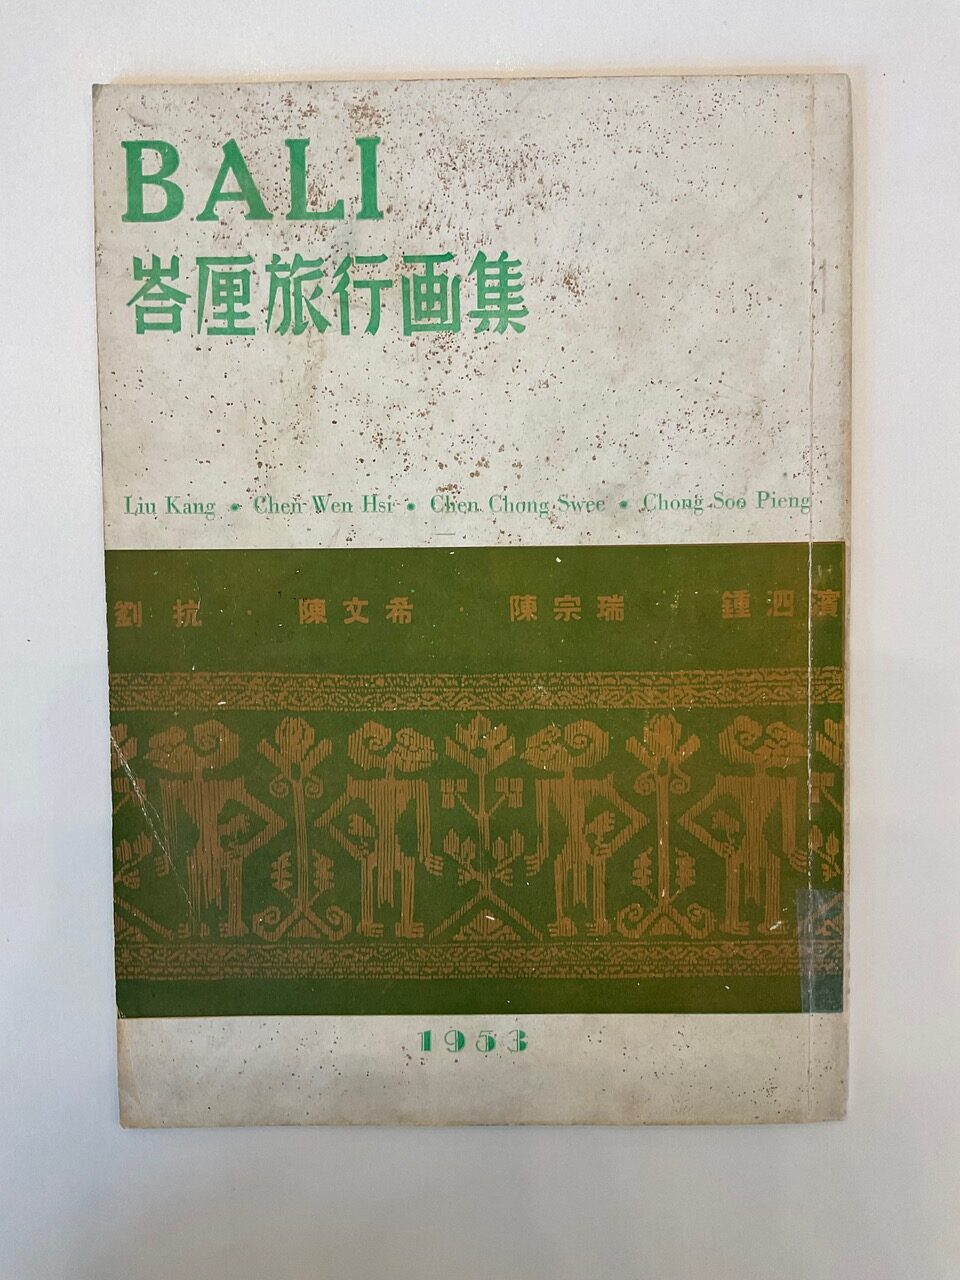 BALI
峇厘旅行画集
Liu Kang • Chen Wen Hsi • Chen Chong Swee • Chong Soo Pieng
劉抗 · 陳文希 · 陳宗瑞 · 鍾泗濱
1953